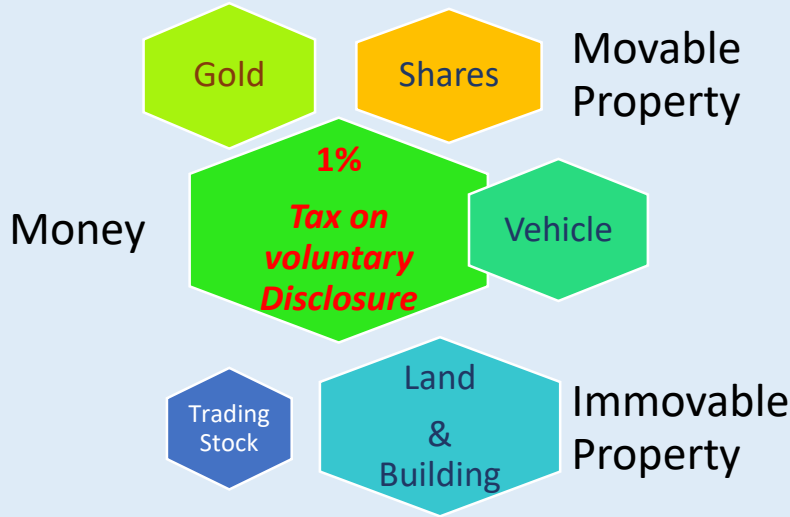 Gold
Shares
Movable
Property
1%
Tax on
voluntary
Disclosure
Money
Vehicle
Trading
Stock
Land
&
Building
Immovable
Property